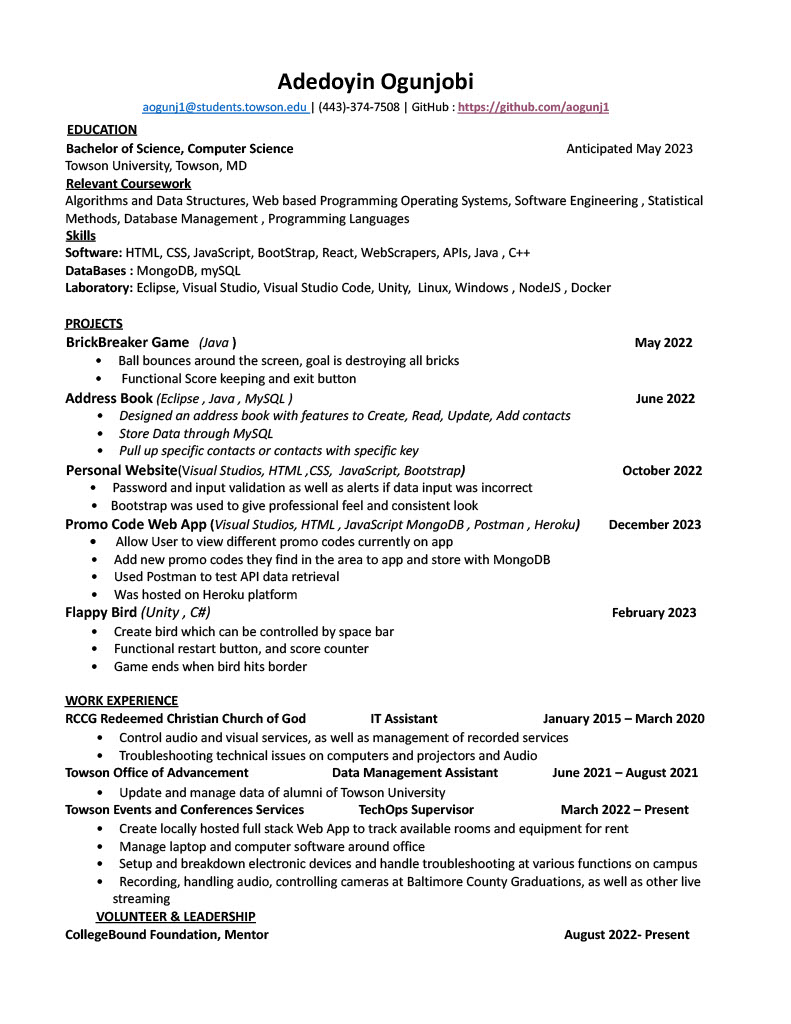 Adedoyin Ogunjobi
aogunj1@students.towson.edu | (443)-374-7508 | GitHub : https://github.com/aogunj1
EDUCATION
Bachelor of Science, Computer Science Anticipated May 2023
Towson University, Towson, MD
Relevant Coursework
Algorithms and Data Structures, Web based Programming Operating Systems, Software Engineering , Statistical
Methods, Database Management , Programming Languages
Skills
Software: HTML, CSS, JavaScript, BootStrap, React, WebScrapers, APIs, Java , C++
DataBases : MongoDB, mySQL
Laboratory: Eclipse, Visual Studio, Visual Studio Code, Unity, Linux, Windows , NodeJS , Docker
PROJECTS
BrickBreaker Game (Java ) May 2022
• Ball bounces around the screen, goal is destroying all bricks
• Functional Score keeping and exit button
Address Book (Eclipse , Java , MySQL ) June 2022
• Designed an address book with features to Create, Read, Update, Add contacts
• Store Data through MySQL
• Pull up specific contacts or contacts with specific key
Personal Website(Visual Studios, HTML ,CSS, JavaScript, Bootstrap) October 2022
• Password and input validation as well as alerts if data input was incorrect
• Bootstrap was used to give professional feel and consistent look
Promo Code Web App (Visual Studios, HTML , JavaScript MongoDB , Postman , Heroku) December 2023
• Allow User to view different promo codes currently on app
• Add new promo codes they find in the area to app and store with MongoDB
• Used Postman to test API data retrieval
• Was hosted on Heroku platform
Flappy Bird (Unity , C#) February 2023
• Create bird which can be controlled by space bar
• Functional restart button, and score counter
• Game ends when bird hits border
WORK EXPERIENCE
RCCG Redeemed Christian Church of God IT Assistant January 2015 – March 2020
• Control audio and visual services, as well as management of recorded services
• Troubleshooting technical issues on computers and projectors and Audio
Towson Office of Advancement Data Management Assistant June 2021 – August 2021
• Update and manage data of alumni of Towson University
Towson Events and Conferences Services TechOps Supervisor March 2022 – Present
• Create locally hosted full stack Web App to track available rooms and equipment for rent
• Manage laptop and computer software around office
• Setup and breakdown electronic devices and handle troubleshooting at various functions on campus
• Recording, handling audio, controlling cameras at Baltimore County Graduations, as well as other live
streaming
VOLUNTEER & LEADERSHIP
CollegeBound Foundation, Mentor August 2022- Present